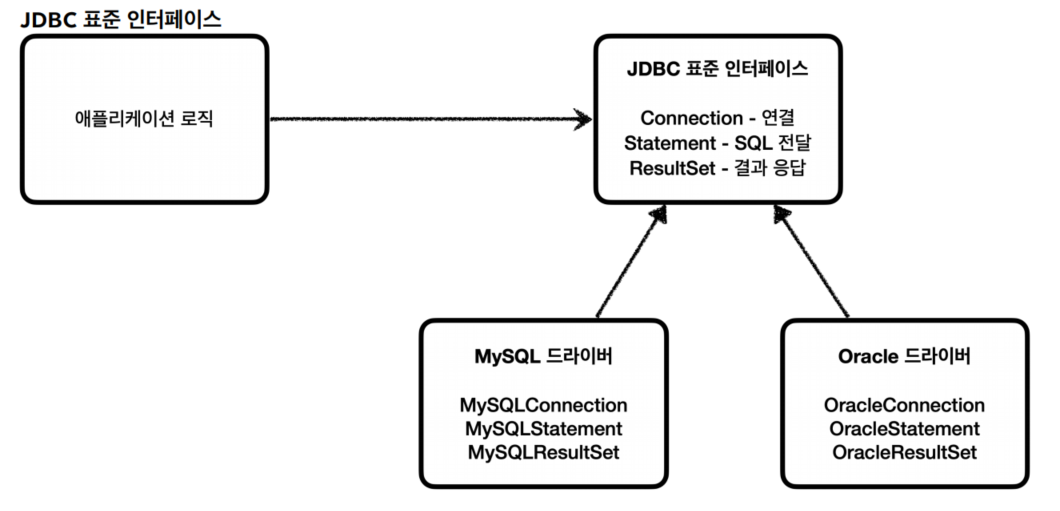 JDBC 표준 인터페이스
애플리케이션 로직
JDBC 표준 인터페이스
Connection - 연결
Statement - SQL 전달
ResultSet - 결과 응답
MySQL 드라이버
MySQLConnection
MySQLStatement
MySQLResultSet
Oracle 드라이버
OracleConnection
OracleStatement
OracleResultSet